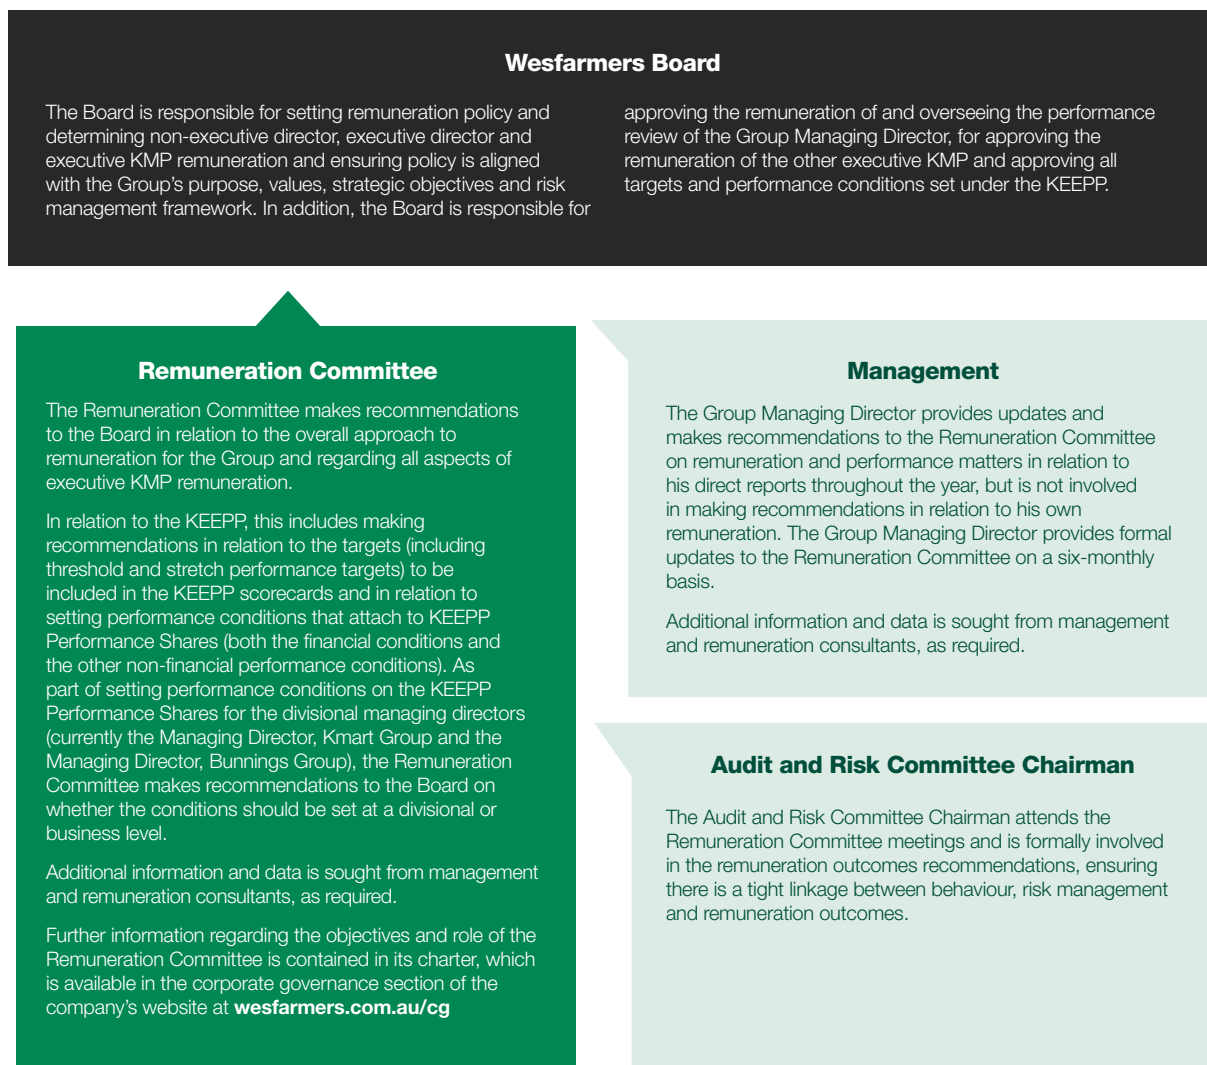 Wesfarmers Board
The Board is responsible for setting remuneration policy and
determining non-executive director, executive director and
executive KMP remuneration and ensuring policy is aligned
with the Group's purpose, values, strategic objectives and risk
management framework. In addition, the Board is responsible for
approving the remuneration of and overseeing the performance
review of the Group Managing Director, for approving the
remuneration of the other executive KMP and approving all
targets and performance conditions set under the KEEPP.
Remuneration Committee
The Remuneration Committee makes recommendations
to the Board in relation to the overall approach to
remuneration for the Group and regarding all aspects of
executive KMP remuneration.
In relation to the KEEPP, this includes making
recommendations in relation to the targets (including
threshold and stretch performance targets) to be
included in the KEEPP scorecards and in relation to
setting performance conditions that attach to KEEPP
Performance Shares (both the financial conditions and
the other non-financial performance conditions). As
part of setting performance conditions on the KEEPP
Performance Shares for the divisional managing directors
(currently the Managing Director, Kmart Group and the
Managing Director, Bunnings Group), the Remuneration
Committee makes recommendations to the Board on
whether the conditions should be set at a divisional or
business level.
Additional information and data is sought from management
and remuneration consultants, as required.
Further information regarding the objectives and role of the
Remuneration Committee is contained in its charter, which
is available in the corporate governance section of the
company's website at wesfarmers.com.au/cg
Management
The Group Managing Director provides updates and
makes recommendations to the Remuneration Committee
on remuneration and performance matters in relation to
his direct reports throughout the year, but is not involved
in making recommendations in relation to his own
remuneration. The Group Managing Director provides formal
updates to the Remuneration Committee on a six-monthly
basis.
Additional information and data is sought from management
and remuneration consultants, as required.
Audit and Risk Committee Chairman
The Audit and Risk Committee Chairman attends the
Remuneration Committee meetings and is formally involved
in the remuneration outcomes recommendations, ensuring
there is a tight linkage between behaviour, risk management
and remuneration outcomes.